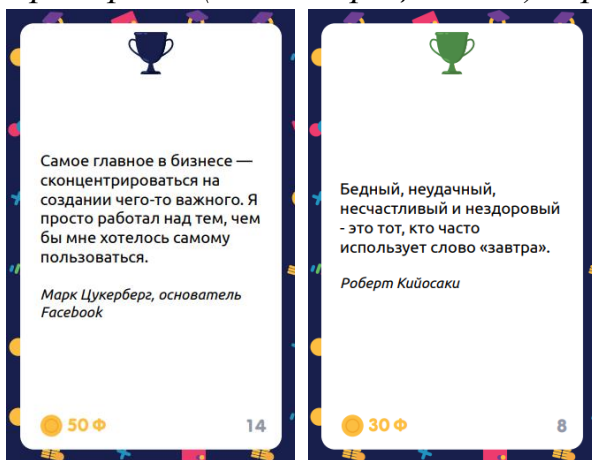 Самое главное в бизнесе —
сконцентрироваться на
создании чего-то важного. Я
просто работал над тем, чем
бы мне хотелось самому
пользоваться.
Марк Цукерберг, основатель
Facebook
50 Ф
14
Бедный, неудачный,
несчастливый и нездоровый
- это тот, кто часто
использует слово «завтра».
Роберт Кийосаки
30 Ф
8